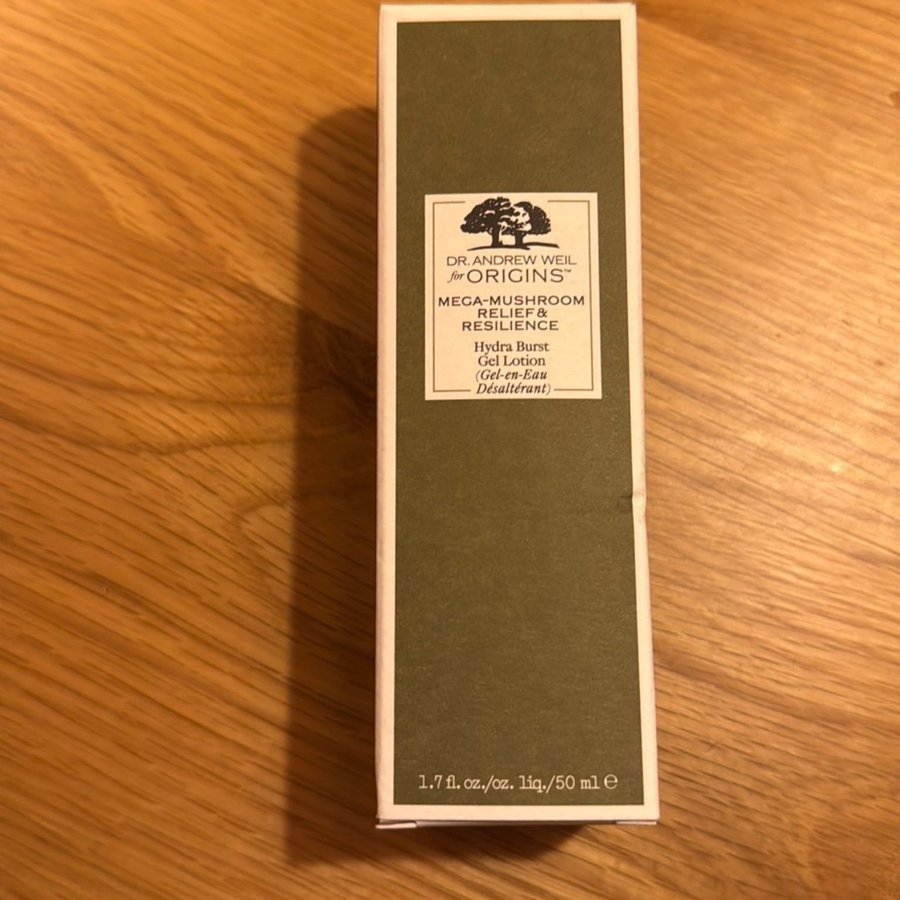 DR. ANDREW WEIL
for ORIGINS™
MEGA-MUSHROOM
RELIEF &
RESILIENCE
Hydra Burst
Gel Lotion
(Gel-en-Eau
Désaltérant)
1.7 fl. oz./oz. liq./50 ml ℮